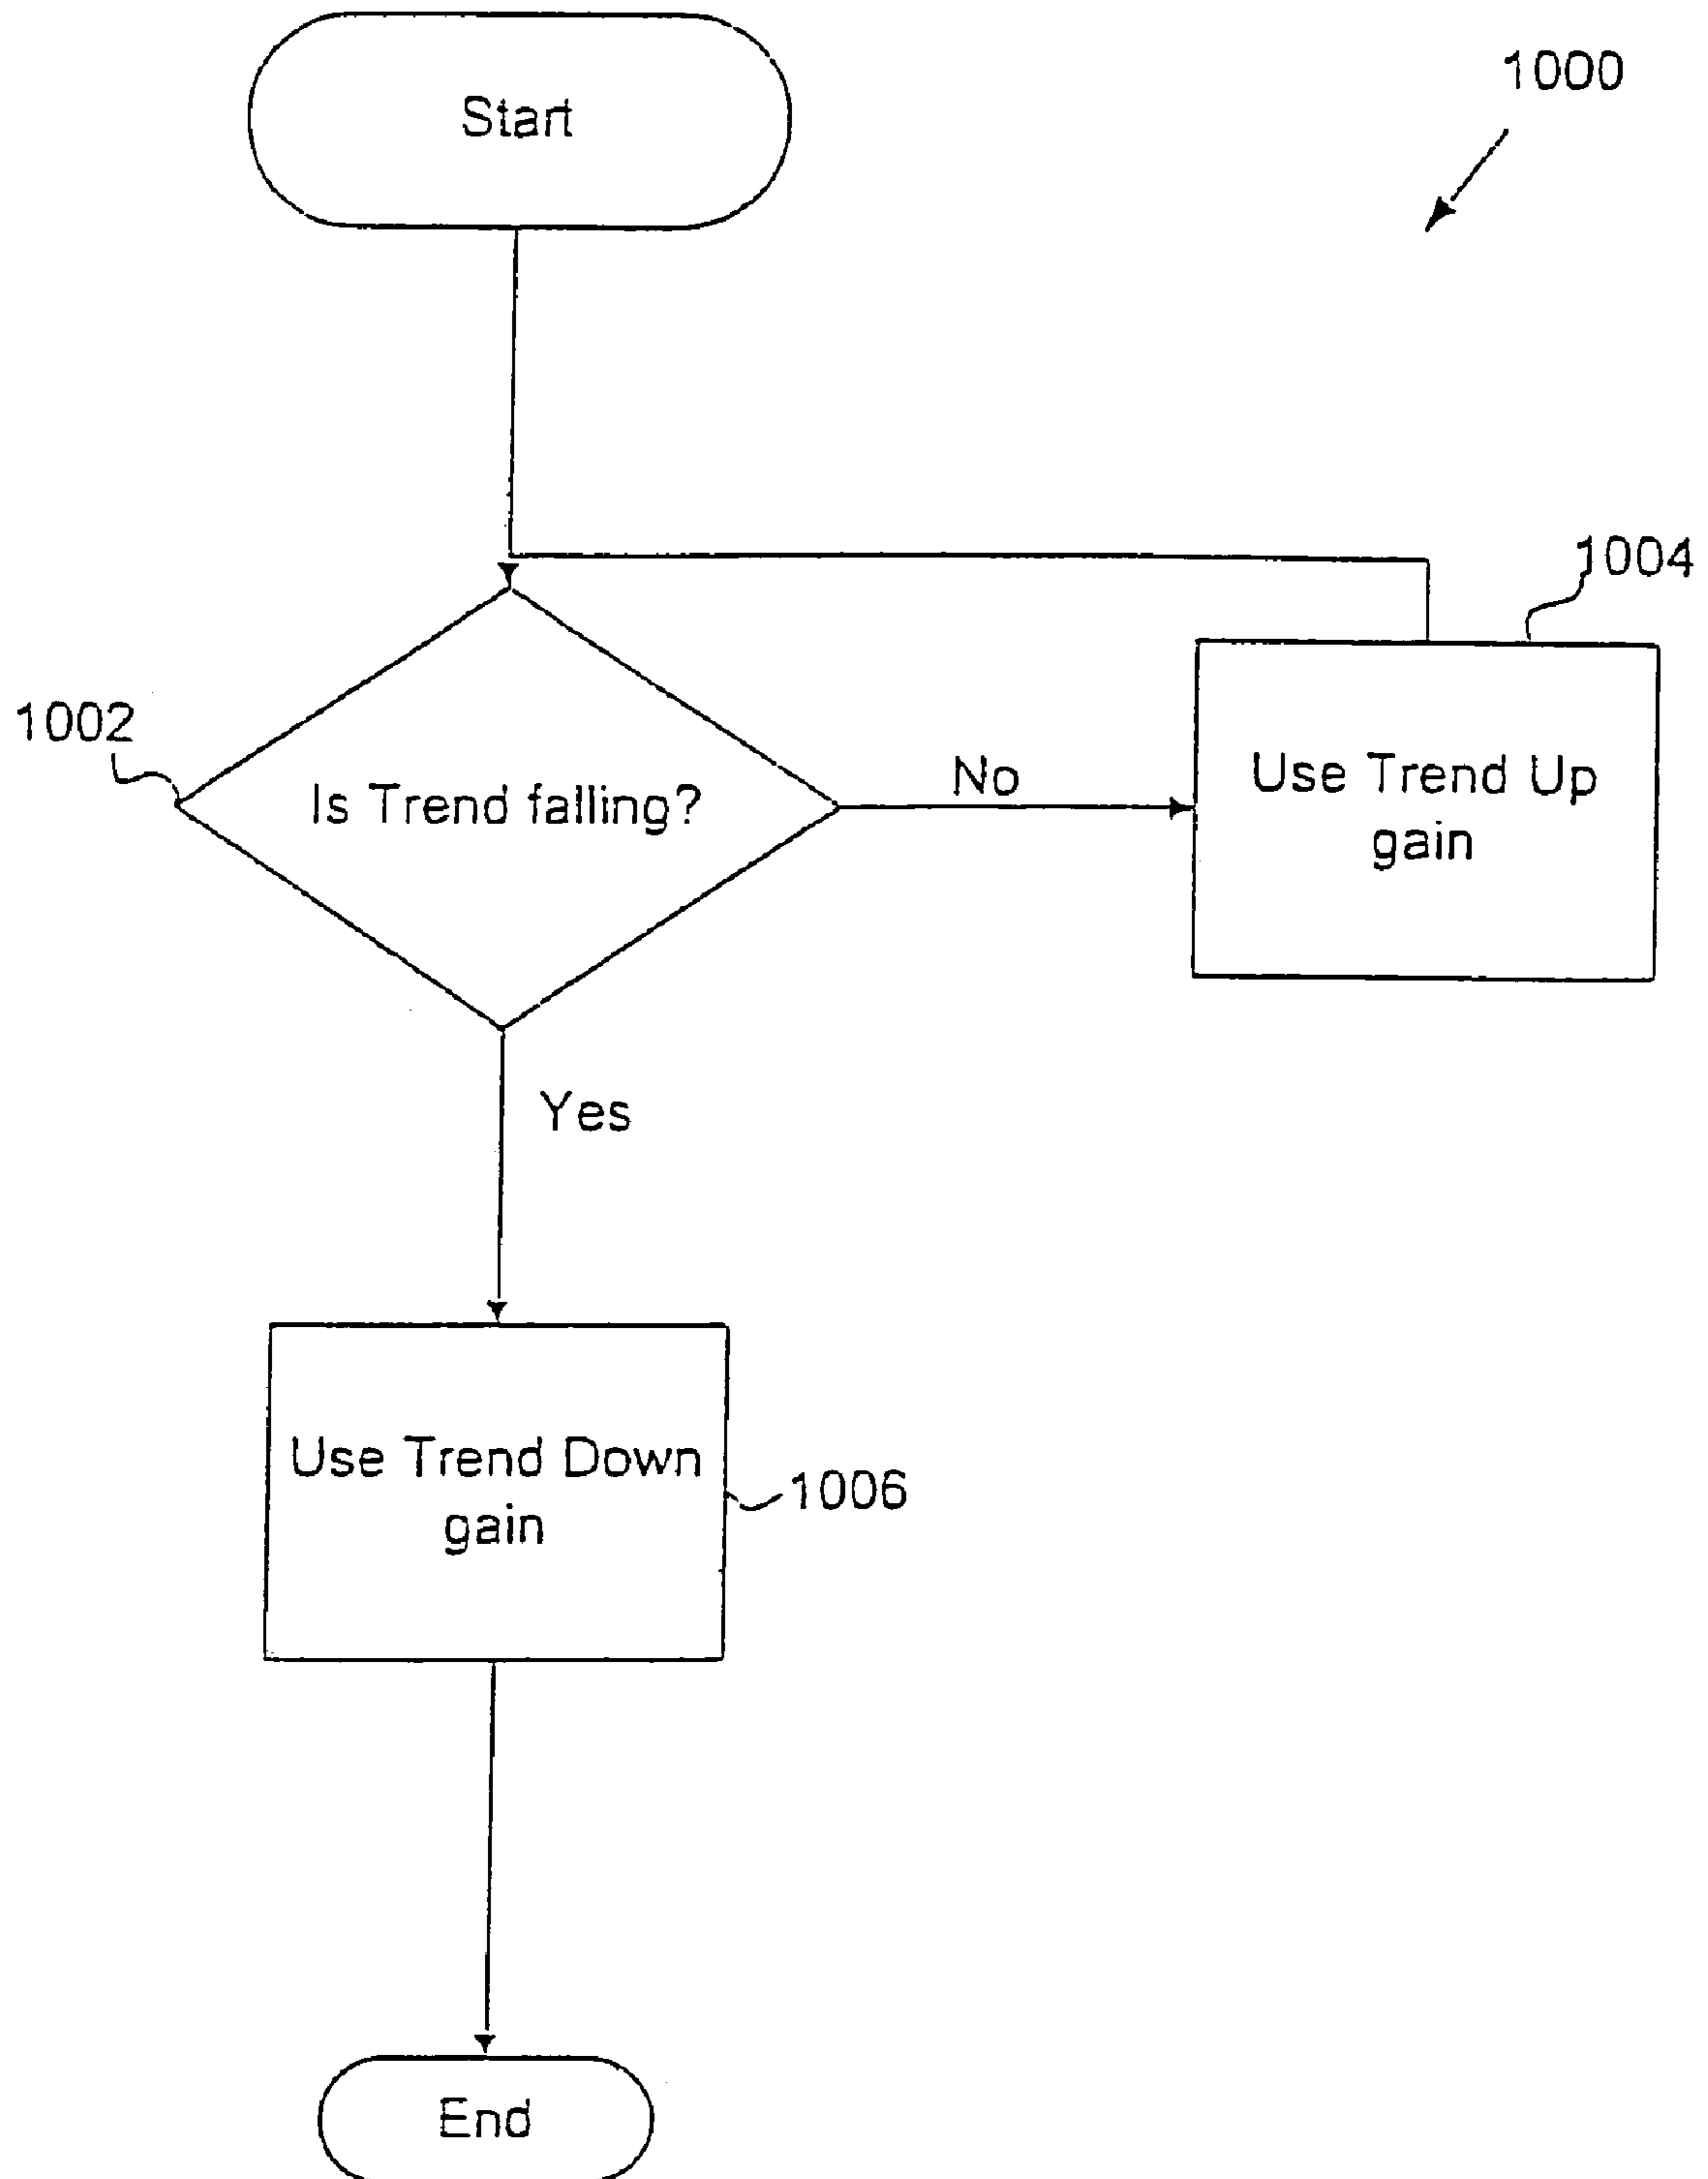 Start
1000
1004
1002
Is Trend falling?
No
Use Trend Up
gain
Yes
Use Trend Down
gain
1006
End